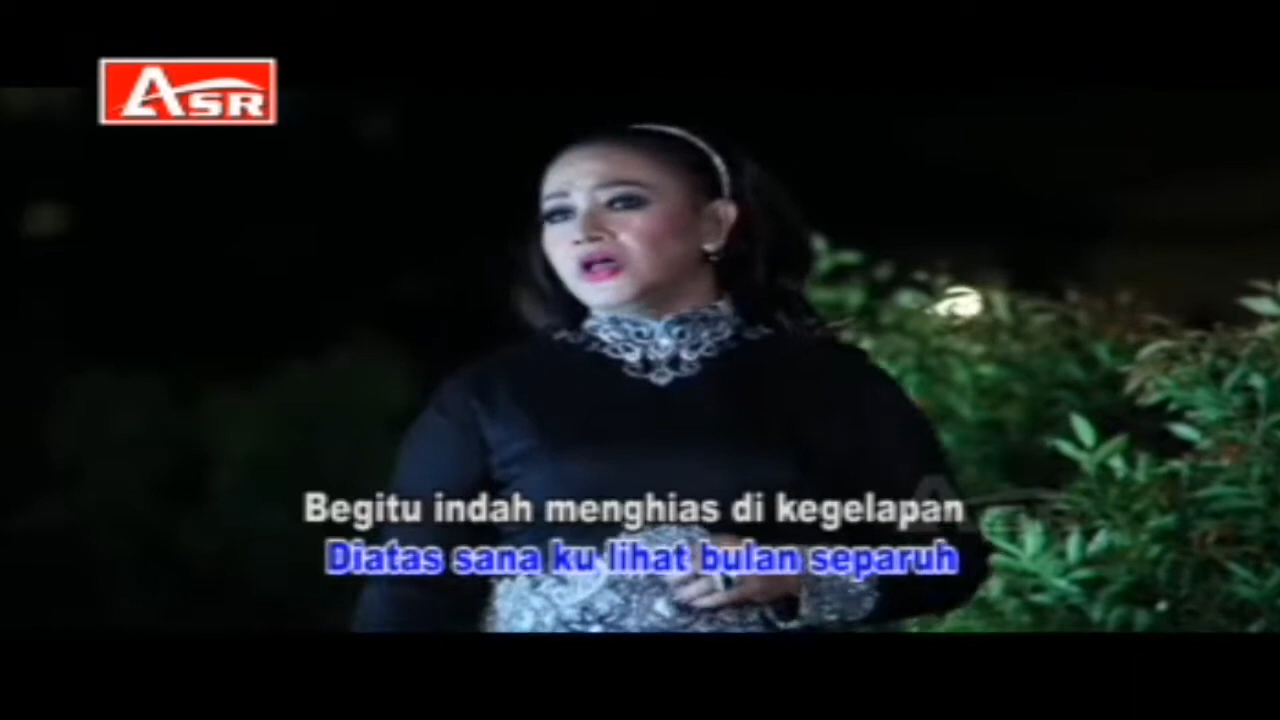 ASR
Begitu indah menghias di kegelapan
Diatas sana ku lihat bulan separuh